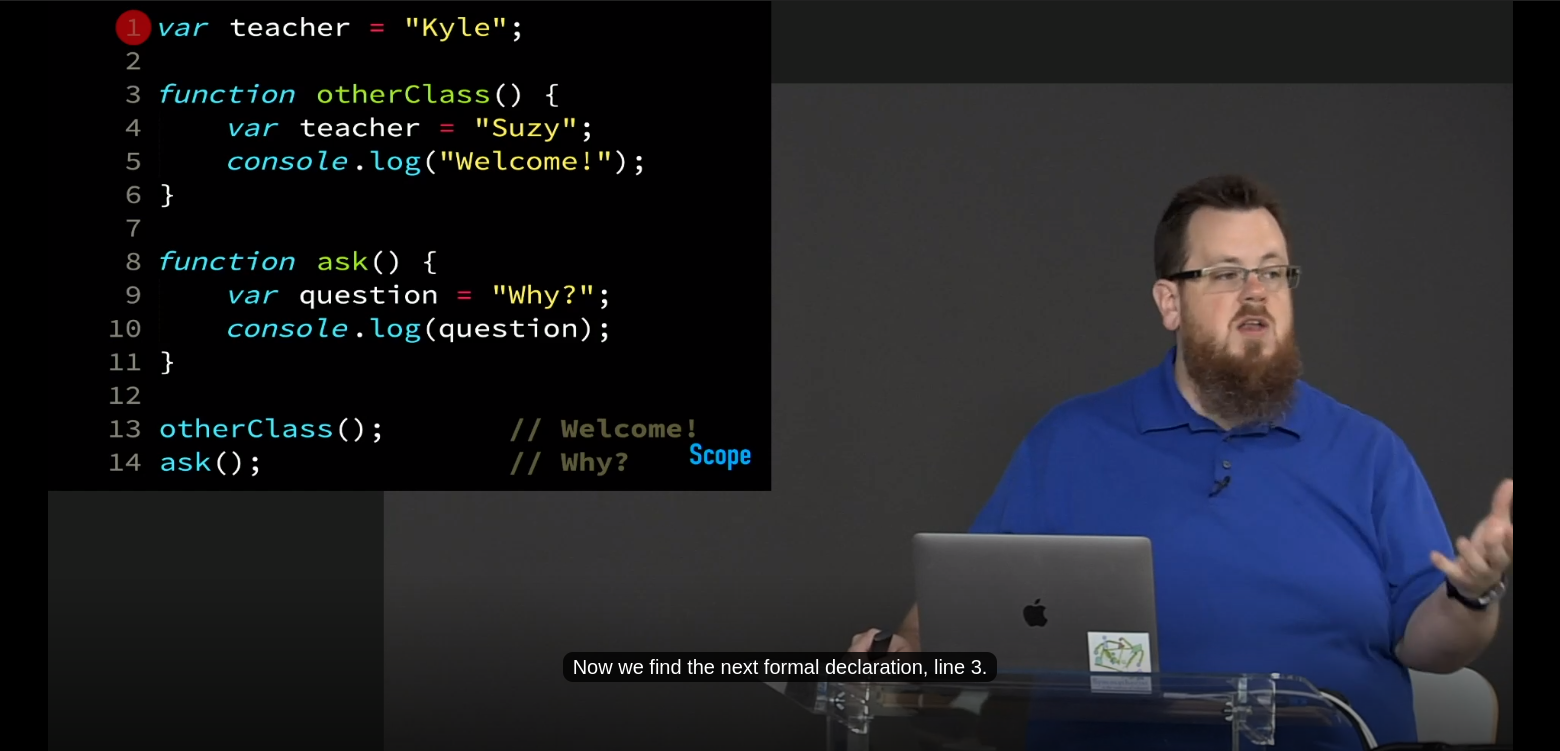 1 var teacher = "Kyle";
2
3 function otherClass() {
4     var teacher = "Suzy";
5     console.log("Welcome!");
6 }
7
8 function ask() {
9     var question = "Why?";
10     console.log(question);
11 }
12
13 otherClass();       // Welcome!
14 ask();              // Why?
Scope
Now we find the next formal declaration, line 3.